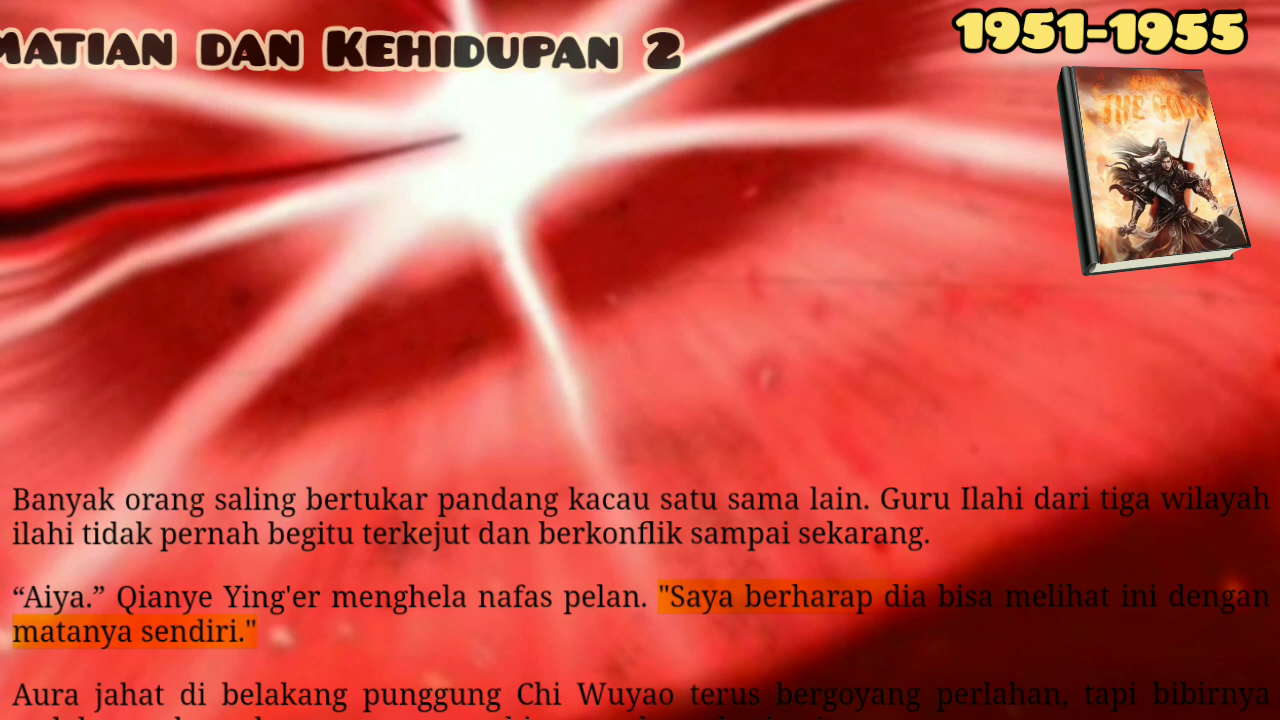 MATIAN DAN KEHIDUPAN 2
1951-1955
AGAINST
THE GODS
Banyak orang saling bertukar pandang kacau satu sama lain. Guru Ilahi dari tiga wilayah
ilahi tidak pernah begitu terkejut dan berkonflik sampai sekarang.
“Aiya.” Qianye Ying'er menghela nafas pelan. "Saya berharap dia bisa melihat ini dengan
matanya sendiri."
Aura jahat di belakang punggung Chi Wuyao terus bergoyang perlahan, tapi bibirnya